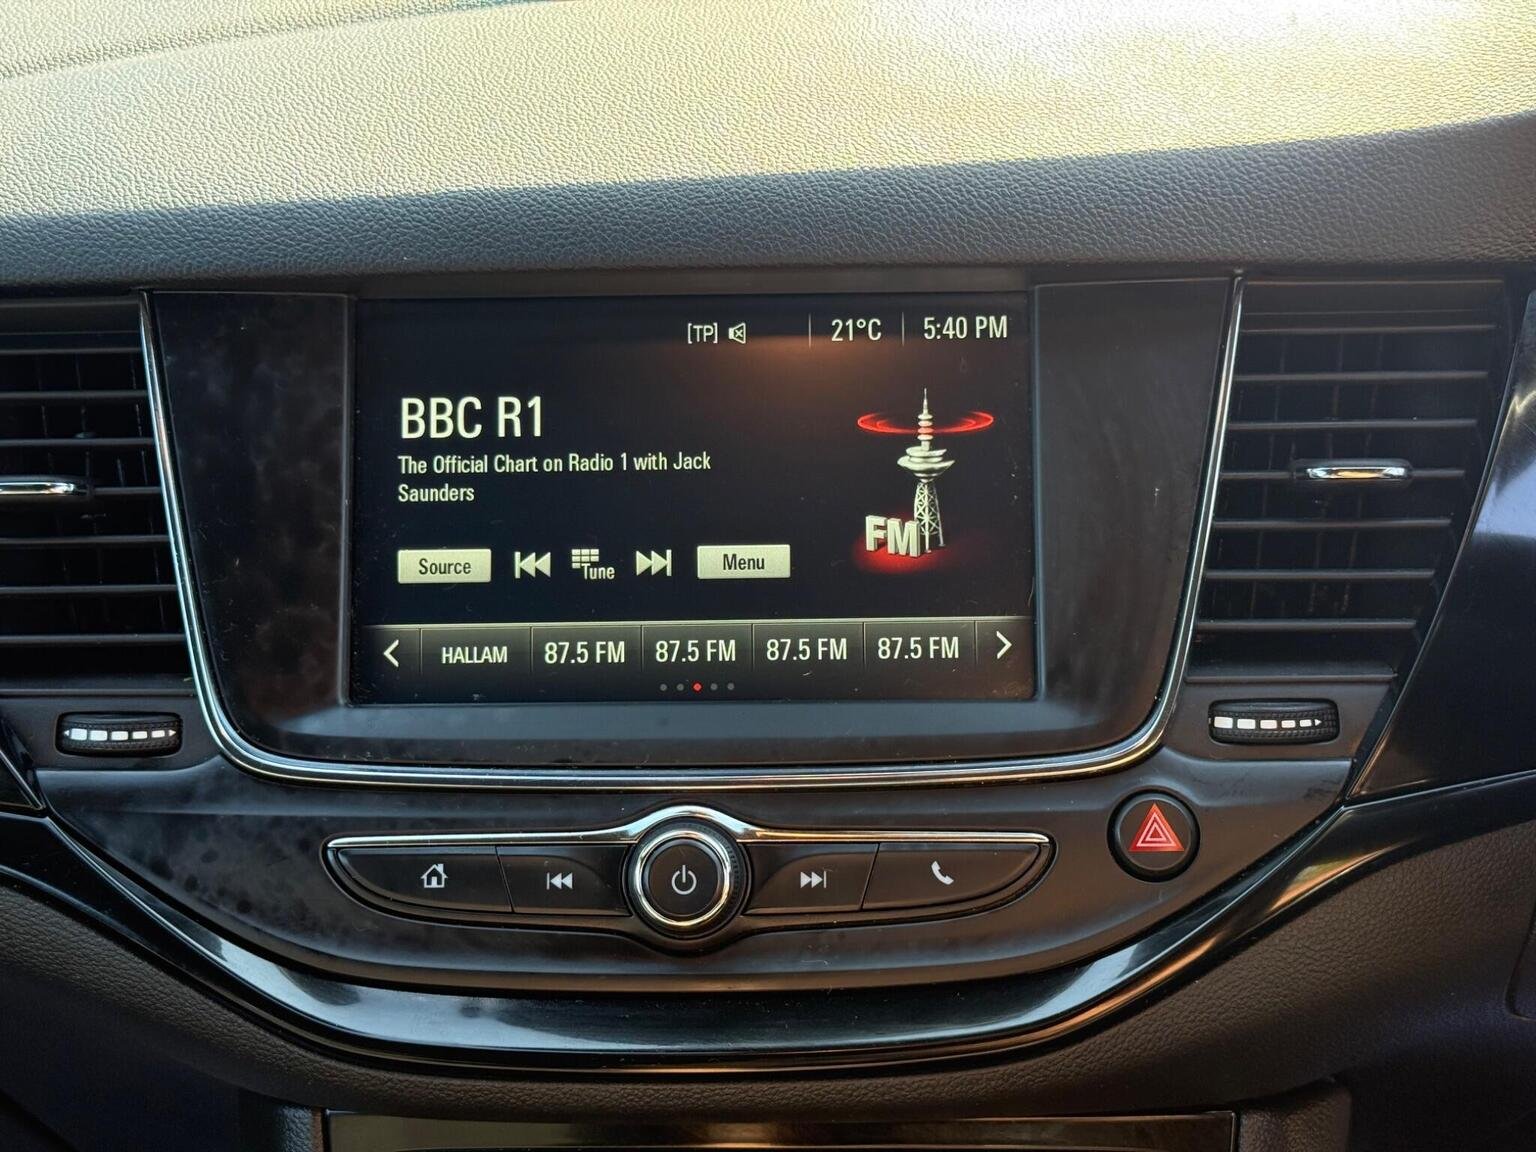 [TP] 21°C 5:40 PM
BBC R1
The Official Chart on Radio 1 with Jack
Saunders
FM
Source Tune Menu
HALLAM 87.5 FM 87.5 FM 87.5 FM 87.5 FM